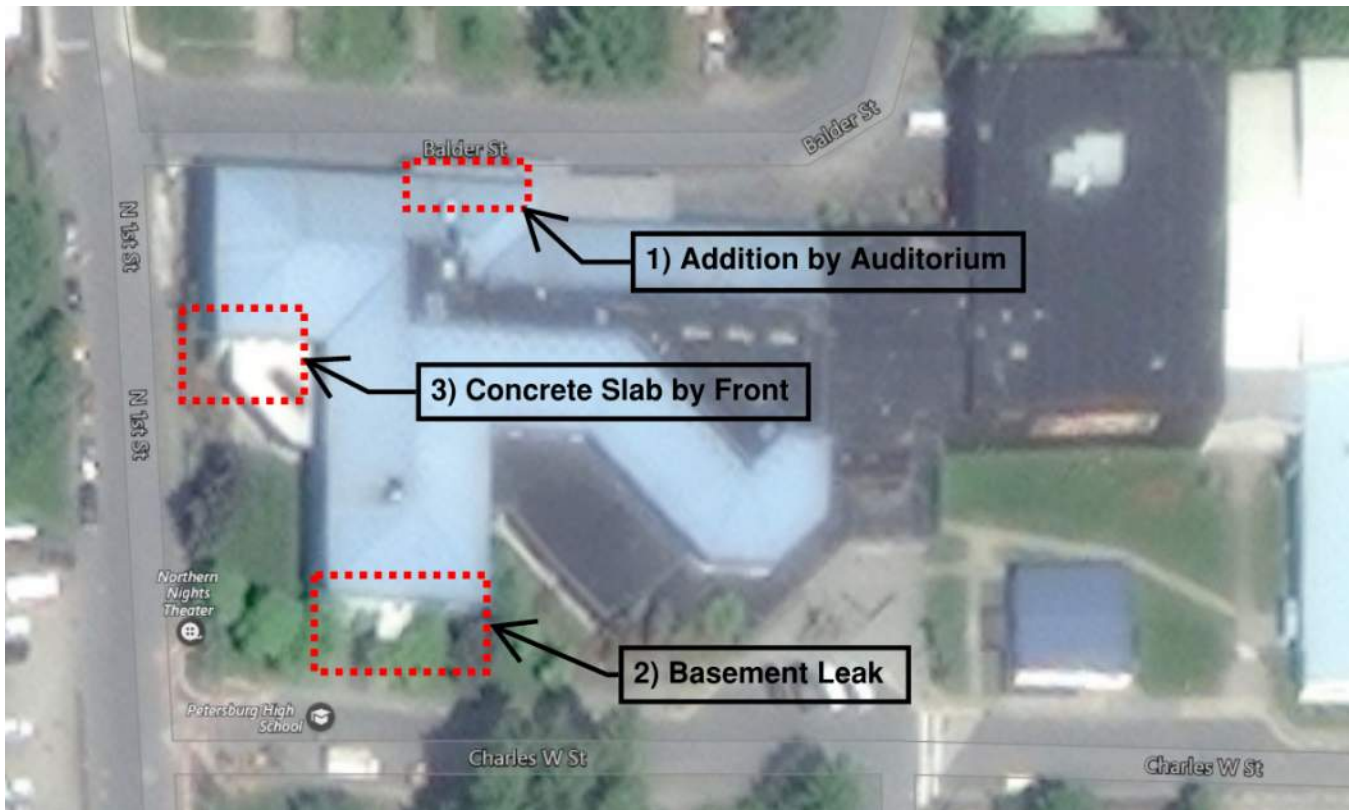 Balder St
Balder St
N 1st St
1) Addition by Auditorium
3) Concrete Slab by Front
N 1st St
Northern
Nights
Theater
2) Basement Leak
Petersburg High
School
Charles W St
Charles W St